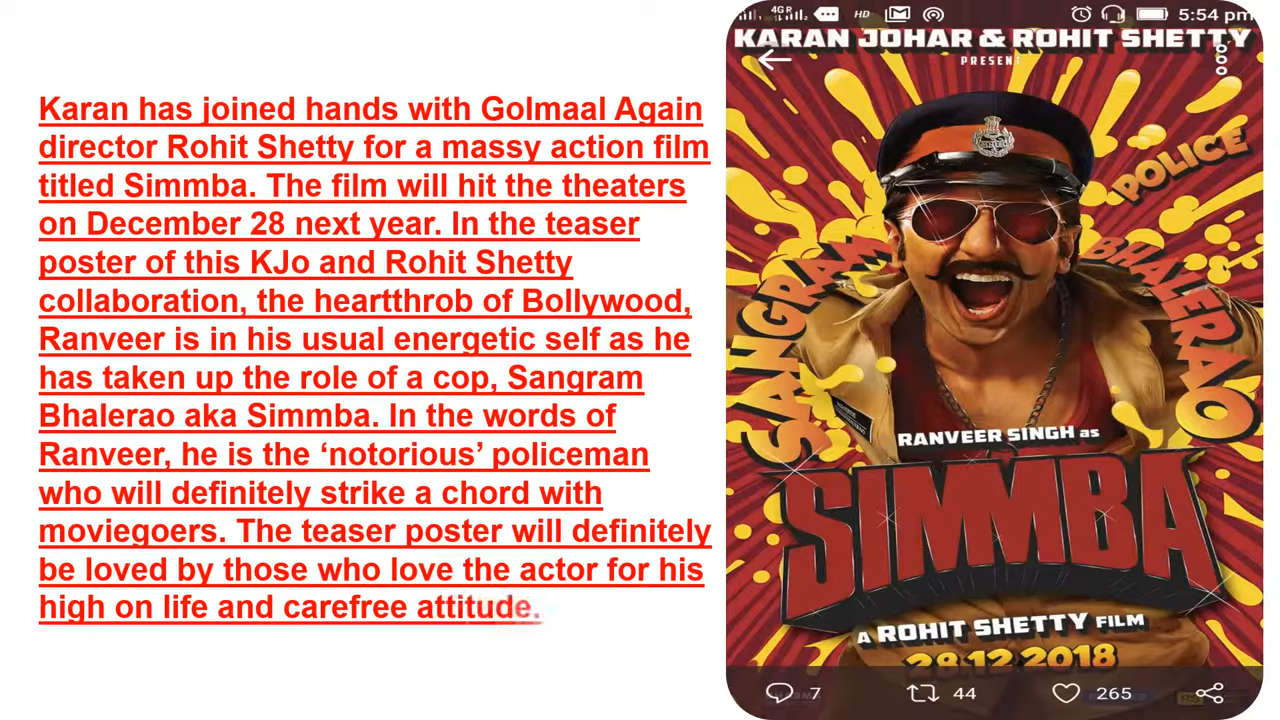 Karan has joined hands with Golmaal Again
director Rohit Shetty for a massy action film
titled Simmba. The film will hit the theaters
on December 28 next year. In the teaser
poster of this KJo and Rohit Shetty
collaboration, the heartthrob of Bollywood,
Ranveer is in his usual energetic self as he
has taken up the role of a cop, Sangram
Bhalerao aka Simmba. In the words of
Ranveer, he is the ‘notorious’ policeman
who will definitely strike a chord with
moviegoers. The teaser poster will definitely
be loved by those who love the actor for his
high on life and carefree attitude.
4G R HD 5:54 pm
KARAN JOHAR & ROHIT SHETTY
PRESENT
POLICE
SANGRAM BHALERAO
RANVEER SINGH as
SIMMBA
A ROHIT SHETTY FILM
28.12.2018
7 44 265